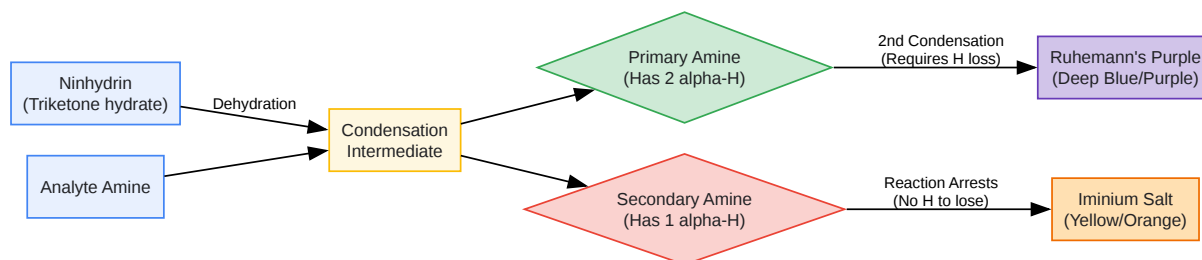 Ninhydrin
(Triketone hydrate)
Analyte Amine
Dehydration
Condensation
Intermediate
Primary Amine
(Has 2 alpha-H)
2nd Condensation
(Requires H loss)
Ruhemann's Purple
(Deep Blue/Purple)
Secondary Amine
(Has 1 alpha-H)
Reaction Arrests
(No H to lose)
Iminium Salt
(Yellow/Orange)